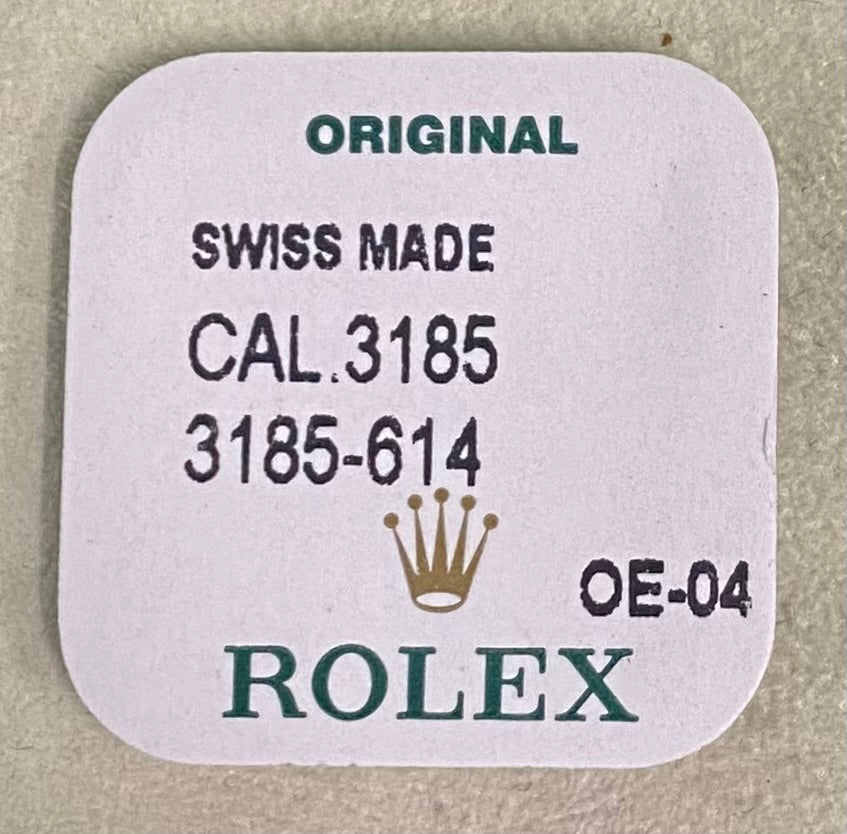 ORIGINAL
SWISS MADE
CAL.3185
3185-614
OE-04
ROLEX